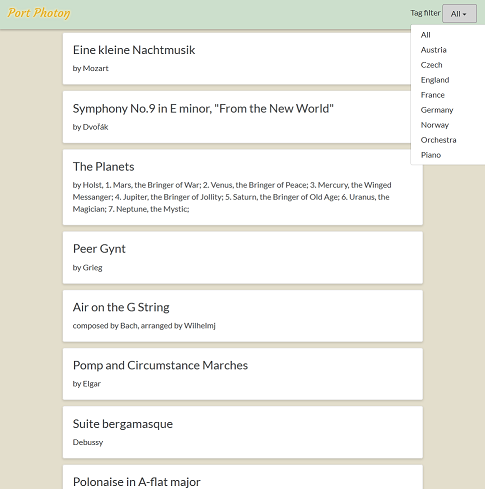 Port Photon
Tag filter All
All
Austria
Czech
England
France
Germany
Norway
Orchestra
Piano
Eine kleine Nachtmusik
by Mozart
Symphony No.9 in E minor, "From the New World"
by Dvořák
The Planets
by Holst, 1. Mars, the Bringer of War; 2. Venus, the Bringer of Peace; 3. Mercury, the Winged
Messanger; 4. Jupiter, the Bringer of Jollity; 5. Saturn, the Bringer of Old Age; 6. Uranus, the
Magician; 7. Neptune, the Mystic;
Peer Gynt
by Grieg
Air on the G String
composed by Bach, arranged by Wilhelmj
Pomp and Circumstance Marches
by Elgar
Suite bergamasque
Debussy
Polonaise in A-flat major